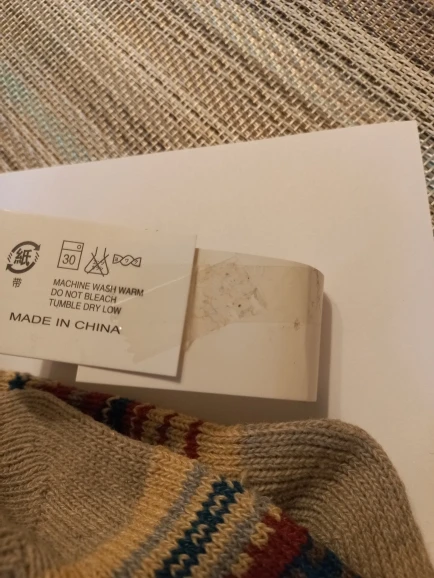 紙
帯
30
MACHINE WASH WARM
DO NOT BLEACH
TUMBLE DRY LOW
MADE IN CHINA